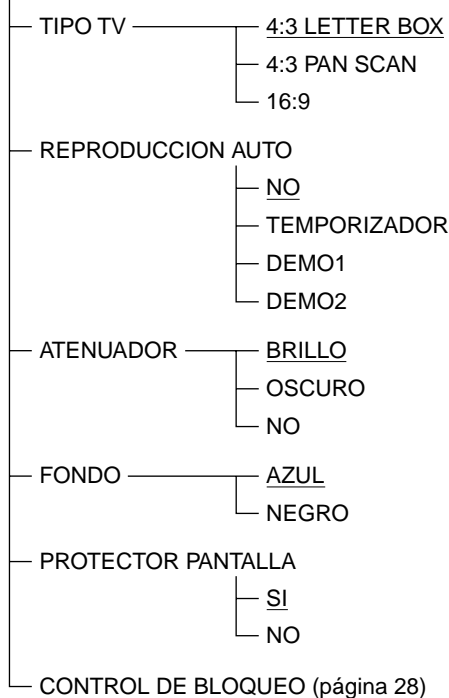 TIPO TV 4:3 LETTER BOX
4:3 PAN SCAN
16:9
REPRODUCCION AUTO
NO
TEMPORIZADOR
DEMO1
DEMO2
ATENUADOR BRILLO
OSCURO
NO
FONDO AZUL
NEGRO
PROTECTOR PANTALLA
SI
NO
CONTROL DE BLOQUEO (página 28)